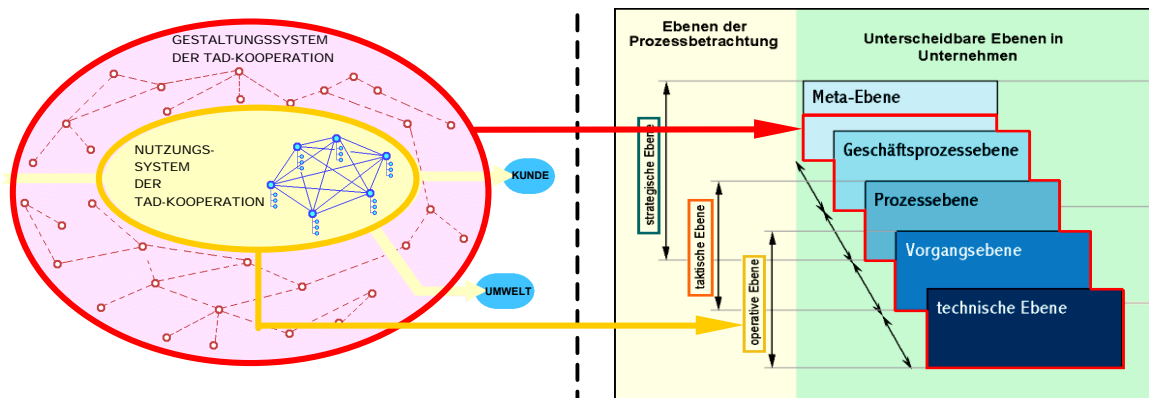 GESTALTUNGSSYSTEM
DER TAD-KOOPERATION
NUTZUNGS-
SYSTEM
DER
TAD-KOOPERATION
KUNDE
UMWELT
Ebenen der
Prozessbetrachtung
Unterscheidbare Ebenen in
Unternehmen
strategische Ebene
taktische Ebene
operative Ebene
Meta-Ebene
Geschäftsprozessebene
Prozessebene
Vorgangsebene
technische Ebene